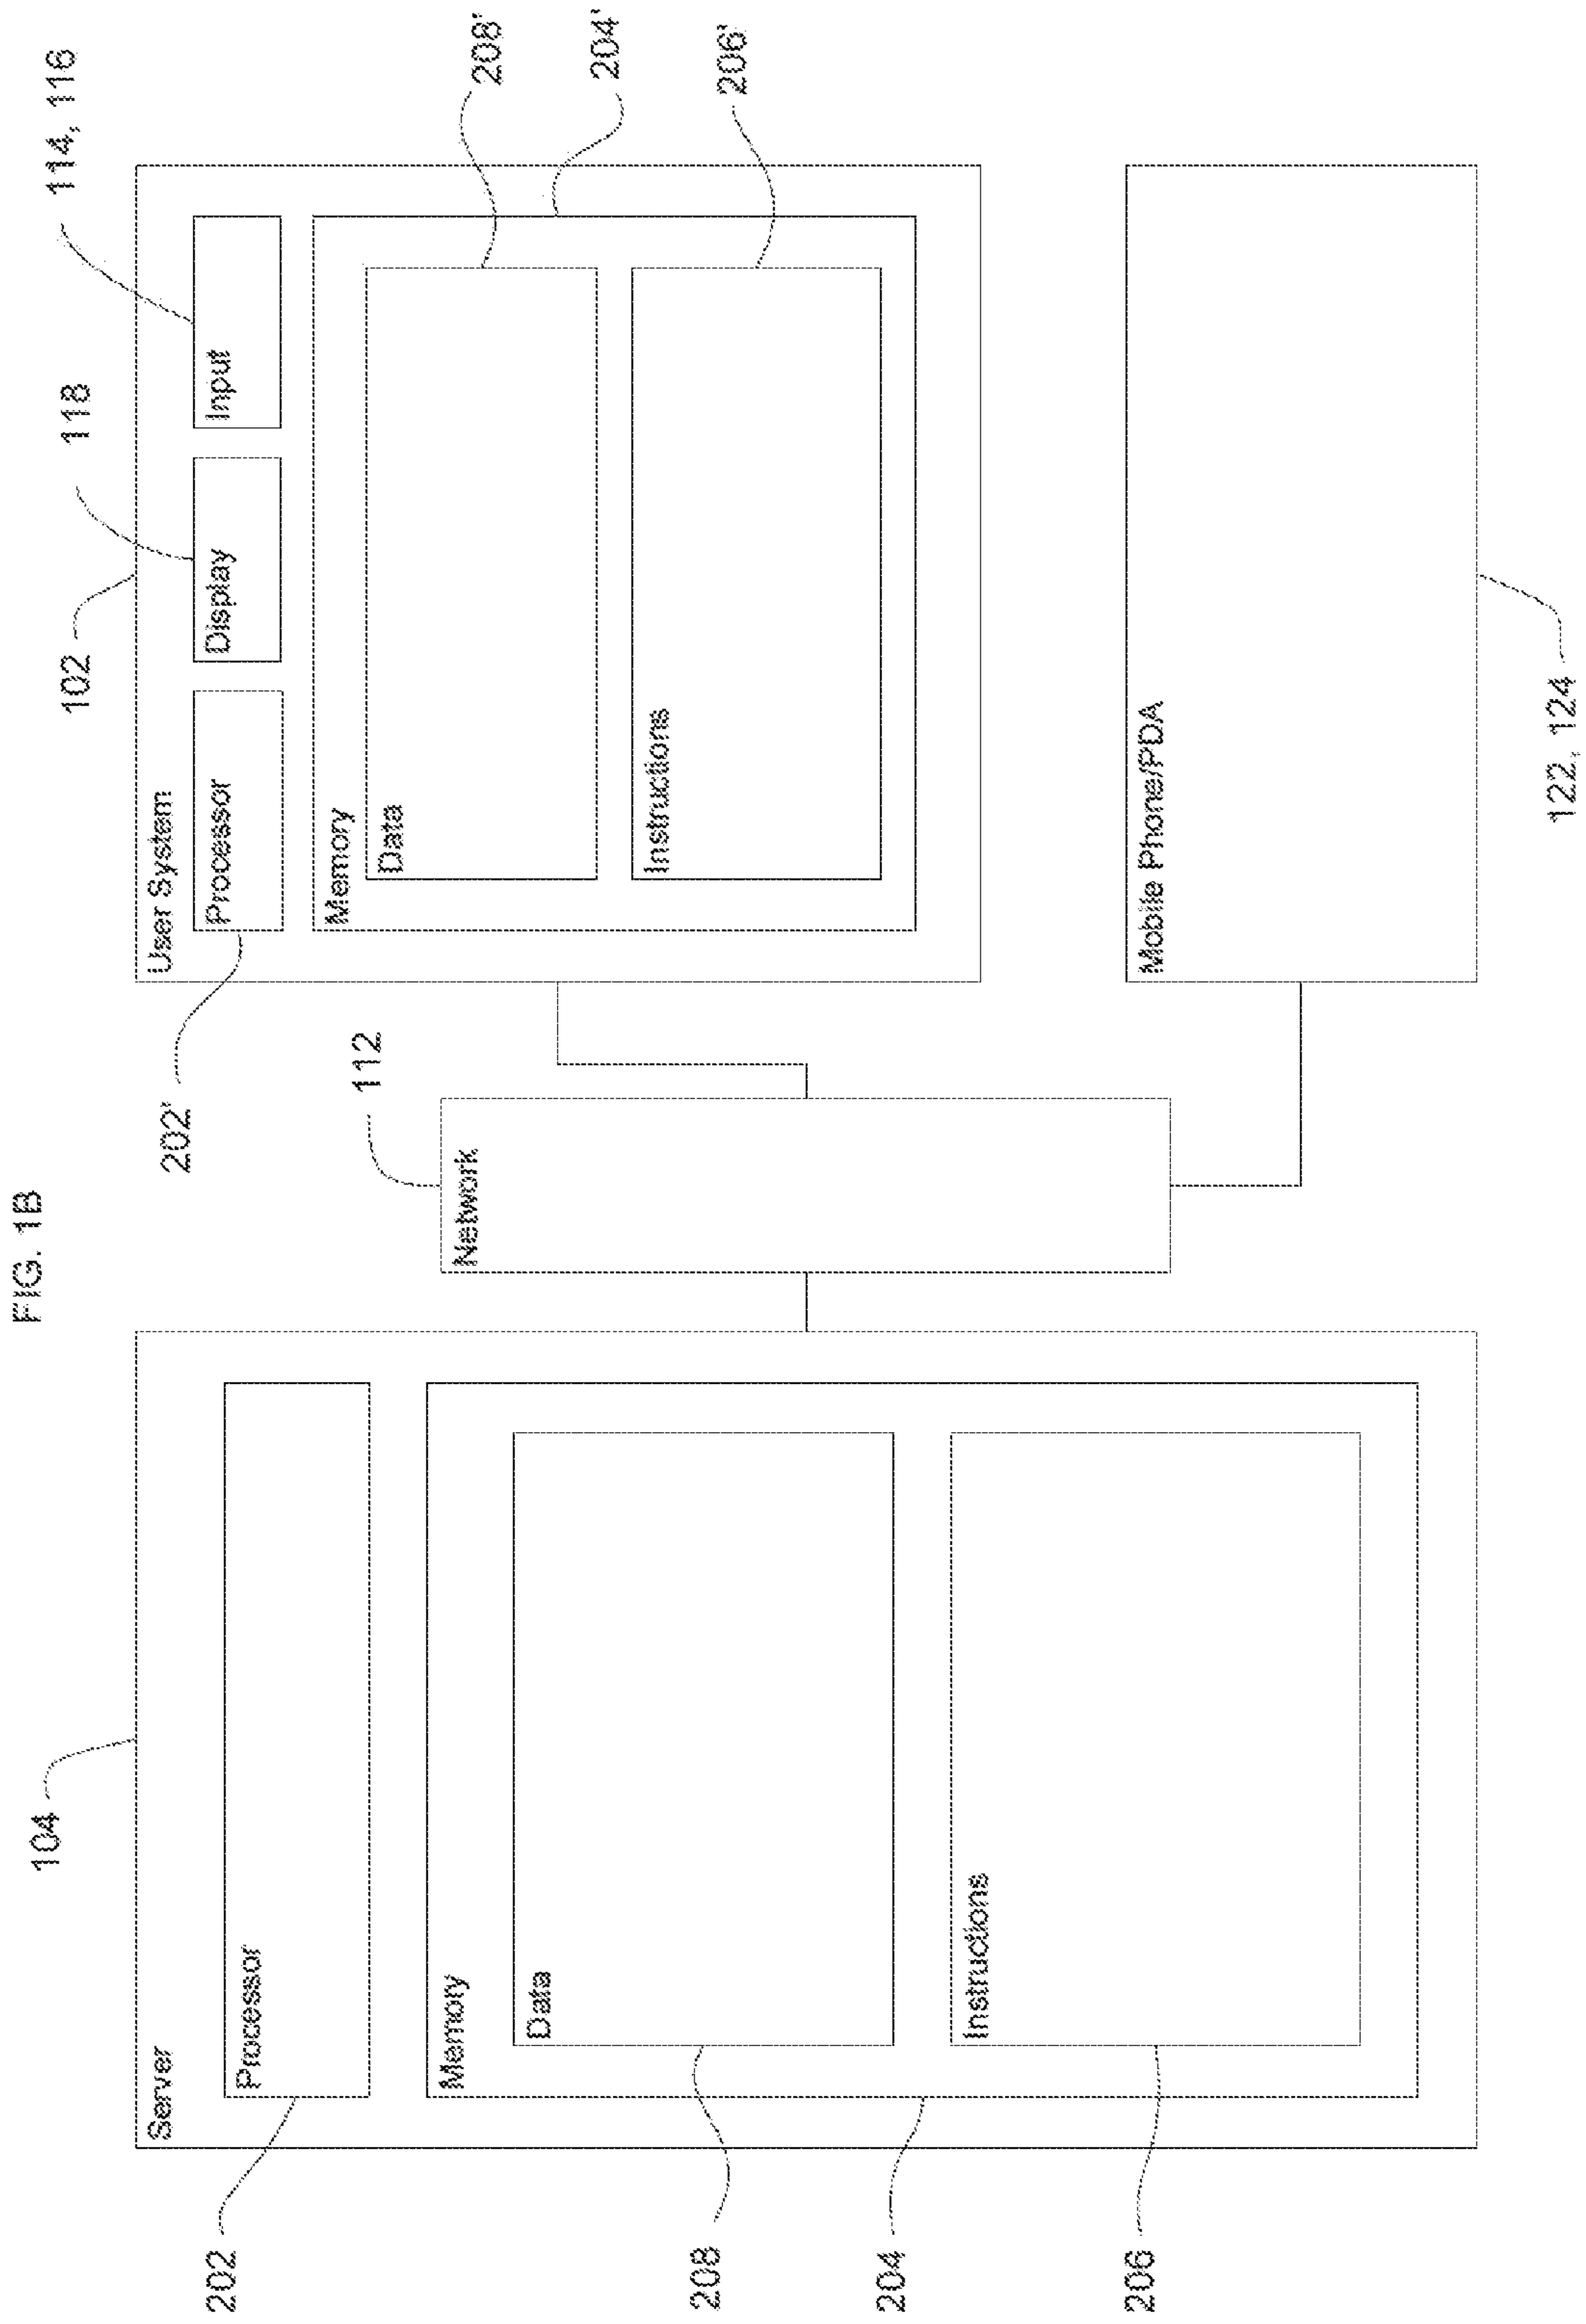 FIG. 1B
104
102
118
114, 116
Server
Processor
202
Memory
Data
208
204
Instructions
206
Network
112
User System
Processor
202'
Display
Input
Memory
Data
208'
204'
Instructions
206'
Mobile Phone/PDA
122, 124